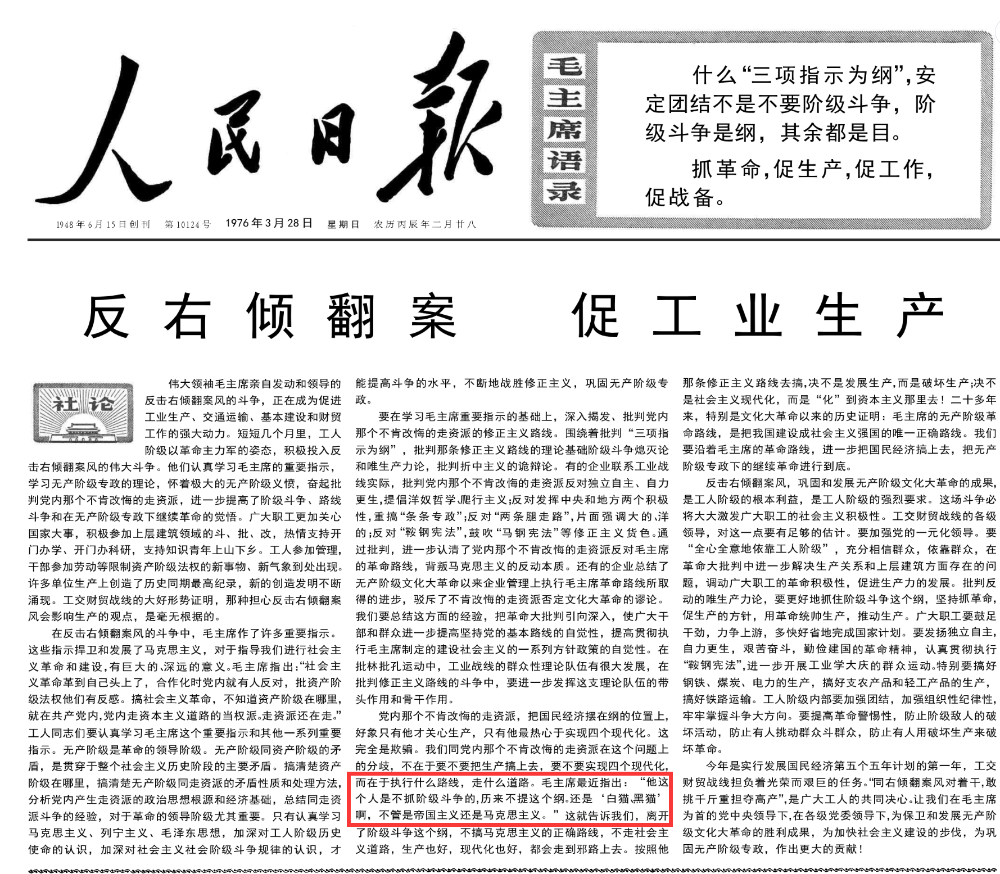 人民日報
1948年6月15日创刊 第10124号 1976年3月28日 星期日 农历丙辰年二月廿八
毛主席语录
什么“三项指示为纲”,安
定团结不是不要阶级斗争，阶
级斗争是纲，其余都是目。
抓革命,促生产,促工作,
促战备。
反右倾翻案 促工业生产
社论
伟大领袖毛主席亲自发动和领导的
反击右倾翻案风的斗争，正在成为促进
工业生产、交通运输、基本建设和财贸
工作的强大动力。短短几个月里，工人
阶级以革命主力军的姿态，积极投入反
击右倾翻案风的伟大斗争。他们认真学习毛主席的重要指示，
学习无产阶级专政的理论，怀着极大的无产阶级义愤，奋起批
判党内那个不肯改悔的走资派，进一步提高了阶级斗争、路线
斗争和在无产阶级专政下继续革命的觉悟。广大职工更加关心
国家大事，积极参加上层建筑领域的斗、批、改，热情支持开
门办学、开门办科研，支持知识青年上山下乡。工人参加管理，
干部参加劳动等限制资产阶级法权的新事物、新气象到处出现。
许多单位生产上创造了历史同期最高纪录，新的创造发明不断
涌现。工交财贸战线的大好形势证明，那种担心反击右倾翻案
风会影响生产的观点，是毫无根据的。
在反击右倾翻案风的斗争中，毛主席作了许多重要指示。
这些指示捍卫和发展了马克思主义，对于指导我们进行社会主
义革命和建设,有巨大的、深远的意义。毛主席指出:“社会主
义革命革到自己头上了，合作化时党内就有人反对，批资产阶
级法权他们有反感。搞社会主义革命，不知道资产阶级在哪里，
就在共产党内,党内走资本主义道路的当权派。走资派还在走。”
工人同志们要认真学习毛主席这个重要指示和其他一系列重要
指示。无产阶级是革命的领导阶级。无产阶级同资产阶级的矛
盾，是贯穿于整个社会主义历史阶段的主要矛盾。搞清楚资产
阶级在哪里，搞清楚无产阶级同走资派的矛盾性质和处理方法，
分析党内产生走资派的政治思想根源和经济基础，总结同走资
派斗争的经验，对于革命的领导阶级尤其重要。只有认真学习
马克思主义、列宁主义、毛泽东思想，加深对工人阶级历史
使命的认识，加深对社会主义社会阶级斗争规律的认识，才
能提高斗争的水平，不断地战胜修正主义，巩固无产阶级专
政。
要在学习毛主席重要指示的基础上，深入揭发、批判党内
那个不肯改悔的走资派的修正主义路线。围绕着批判“三项指
示为纲”，批判那条修正主义路线的理论基础阶级斗争熄灭论
和唯生产力论，批判折中主义的诡辩论。有的企业联系工业战
线实际，批判党内那个不肯改悔的走资派反对独立自主、自力
更生,提倡洋奴哲学、爬行主义;反对发挥中央和地方两个积极
性,重搞“条条专政”;反对“两条腿走路”,片面强调大的、洋
的;反对“鞍钢宪法”,鼓吹“马钢宪法”等修正主义货色。通
过批判，进一步认清了党内那个不肯改悔的走资派反对毛主席
的革命路线，背叛马克思主义的反动本质。还有的企业总结了
无产阶级文化大革命以来企业管理上执行毛主席革命路线所取
得的进步，驳斥了不肯改悔的走资派否定文化大革命的谬论。
我们要总结这方面的经验，把革命大批判引向深入，使广大干
部和群众进一步提高坚持党的基本路线的自觉性，提高贯彻执
行毛主席制定的建设社会主义的一系列方针政策的自觉性。在
批林批孔运动中，工业战线的群众性理论队伍有很大发展，在
批判修正主义路线的斗争中，要进一步发挥这支理论队伍的带
头作用和骨干作用。
党内那个不肯改悔的走资派，把国民经济摆在纲的位置上，
好象只有他才关心生产，只有他最热心于实现四个现代化。这
完全是欺骗。我们同党内那个不肯改悔的走资派在这个问题上
的分歧，不在于要不要把生产搞上去，要不要实现四个现代化，
而在于执行什么路线，走什么道路。毛主席最近指出：“他这
个人是不抓阶级斗争的,历来不提这个纲。还是‘白猫、黑猫’
啊，不管是帝国主义还是马克思主义。”这就告诉我们，离开
了阶级斗争这个纲，不搞马克思主义的正确路线，不走社会主
义道路，生产也好，现代化也好，都会走到邪路上去。按照他
那条修正主义路线去搞,决不是发展生产,而是破坏生产;决不
是社会主义现代化，而是“化”到资本主义那里去！二十多年
来，特别是文化大革命以来的历史证明：毛主席的无产阶级革
命路线，是把我国建设成社会主义强国的唯一正确路线。我们
要沿着毛主席的革命路线，进一步把国民经济搞上去，把无产
阶级专政下的继续革命进行到底。
反击右倾翻案风，巩固和发展无产阶级文化大革命的成果，
是工人阶级的根本利益，是工人阶级的强烈要求。这场斗争必
将大大激发广大职工的社会主义积极性。工交财贸战线的各级
领导，对这一点要有足够的估计。要加强党的一元化领导。要
“全心全意地依靠工人阶级”，充分相信群众，依靠群众，在
革命大批判中进一步解决生产关系和上层建筑方面存在的问
题，调动广大职工的革命积极性，促进生产力的发展。批判反
动的唯生产力论，要更好地抓住阶级斗争这个纲，坚持抓革命，
促生产的方针，用革命统帅生产，推动生产。广大职工要鼓足
干劲，力争上游，多快好省地完成国家计划。要发扬独立自主，
自力更生，艰苦奋斗，勤俭建国的革命精神，认真贯彻执行
“鞍钢宪法”,进一步开展工业学大庆的群众运动。特别要搞好
钢铁、煤炭、电力的生产，搞好支农产品和轻工产品的生产，
搞好铁路运输。工人阶级内部要加强团结，加强组织性纪律性，
牢牢掌握斗争大方向。要提高革命警惕性，防止阶级敌人的破
坏活动，防止有人挑动群众斗群众，防止有人用破坏生产来破
坏革命。
今年是实行发展国民经济第五个五年计划的第一年，工交
财贸战线担负着光荣而艰巨的任务。“同右倾翻案风对着干,敢
挑千斤重担夺高产”,是广大工人的共同决心。让我们在毛主席
为首的党中央领导下,在各级党委领导下,为保卫和发展无产阶
级文化大革命的胜利成果，为加快社会主义建设的步伐，为巩
固无产阶级专政，作出更大的贡献！